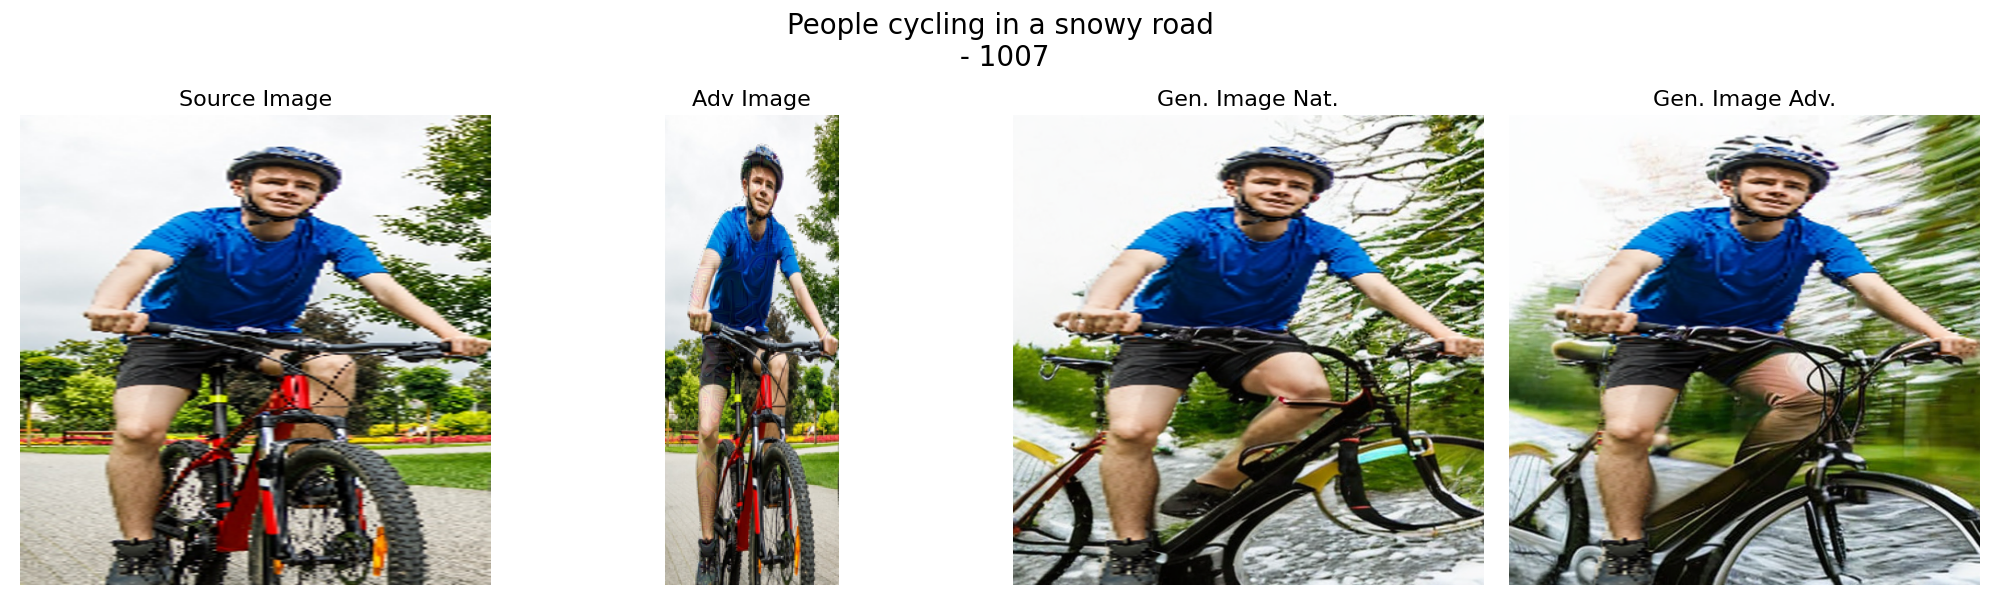 People cycling in a snowy road
- 1007
Source Image
Adv Image
Gen. Image Nat.
Gen. Image Adv.